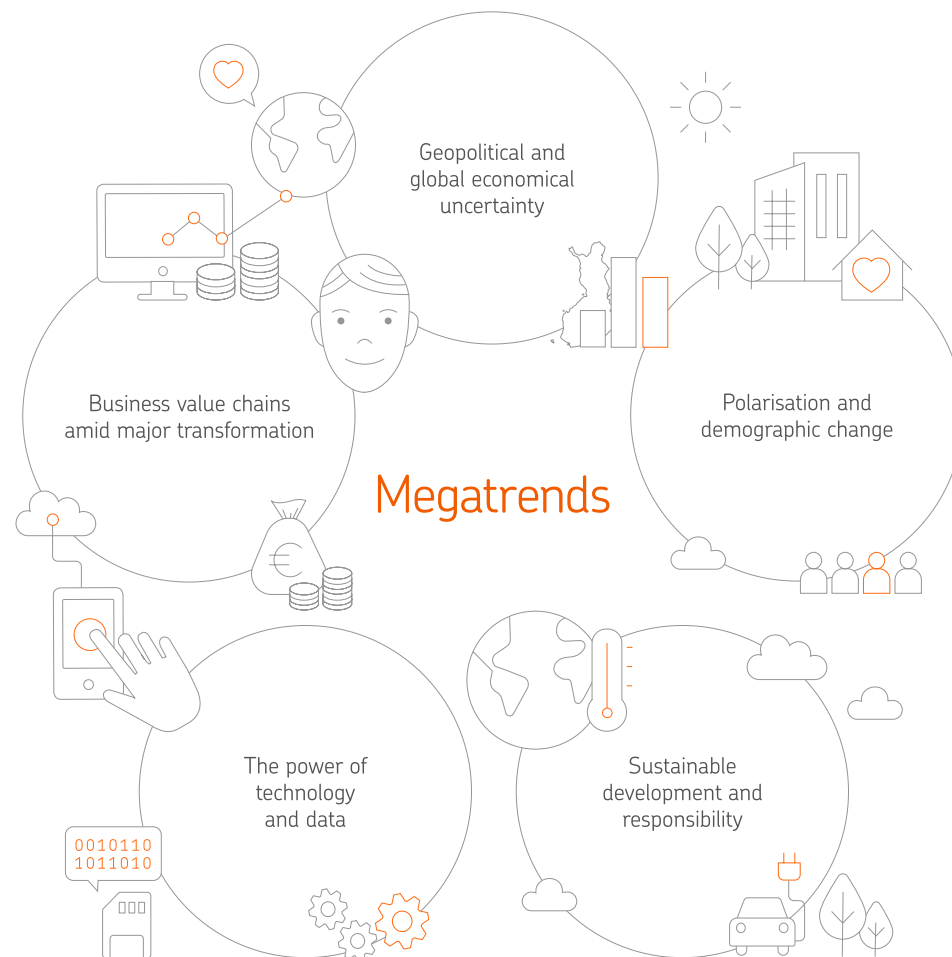 Geopolitical and
global economical
uncertainty
Business value chains
amid major transformation
Polarisation and
demographic change
Megatrends
The power of
technology
and data
Sustainable
development and
responsibility
0010110
1011010
€